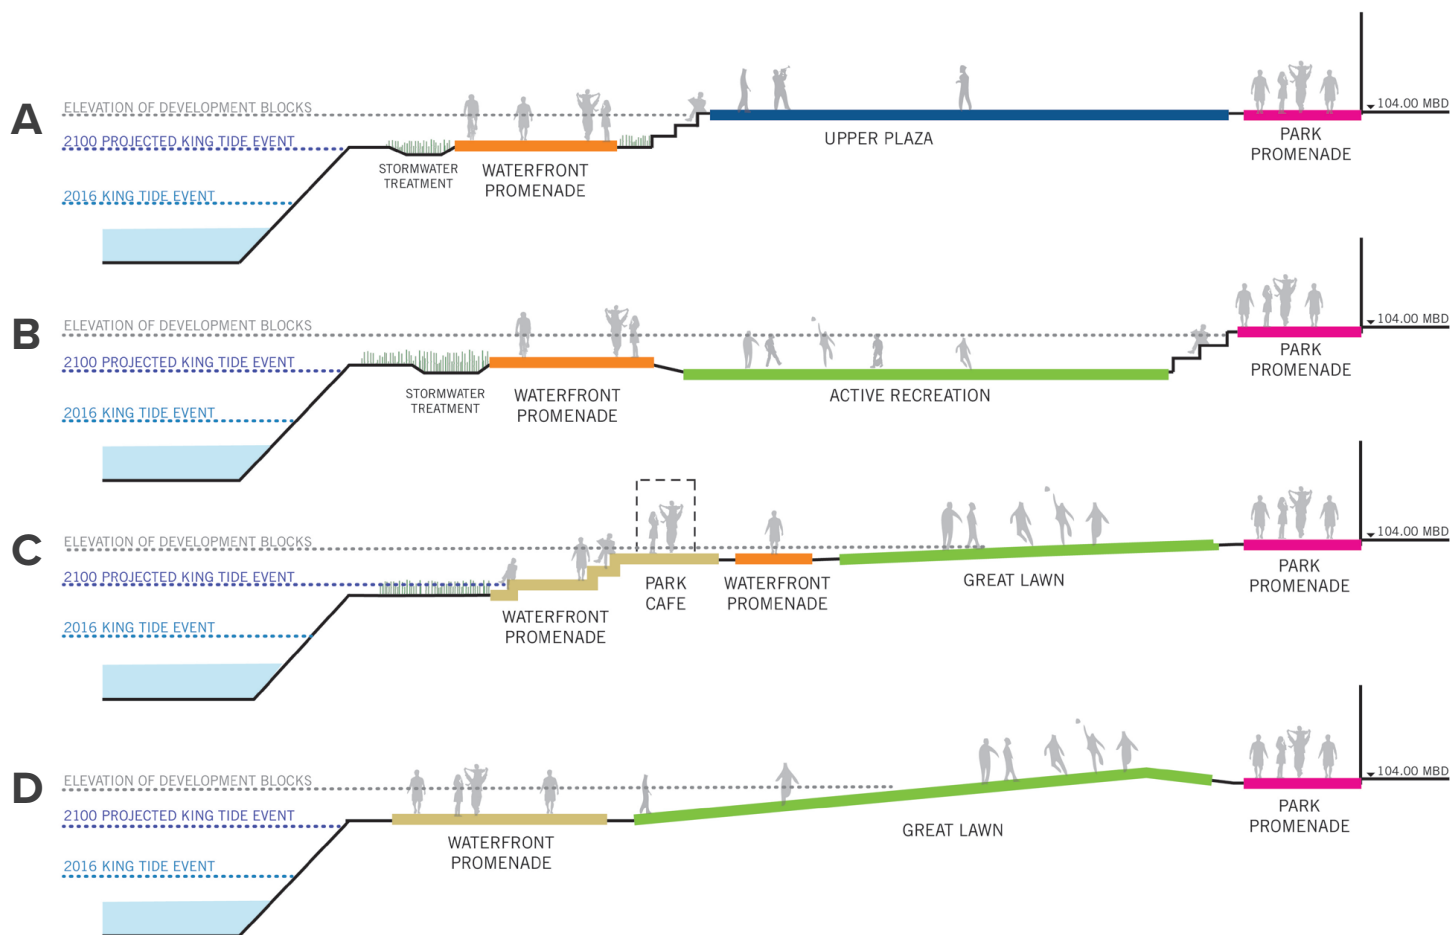 A
ELEVATION OF DEVELOPMENT BLOCKS
2100 PROJECTED KING TIDE EVENT
2016 KING TIDE EVENT
STORMWATER
TREATMENT
WATERFRONT
PROMENADE
UPPER PLAZA
PARK
PROMENADE
104.00 MBD
B
ELEVATION OF DEVELOPMENT BLOCKS
2100 PROJECTED KING TIDE EVENT
2016 KING TIDE EVENT
STORMWATER
TREATMENT
WATERFRONT
PROMENADE
ACTIVE RECREATION
PARK
PROMENADE
104.00 MBD
C
ELEVATION OF DEVELOPMENT BLOCKS
2100 PROJECTED KING TIDE EVENT
2016 KING TIDE EVENT
WATERFRONT
PROMENADE
PARK
CAFE
WATERFRONT
PROMENADE
GREAT LAWN
PARK
PROMENADE
104.00 MBD
D
ELEVATION OF DEVELOPMENT BLOCKS
2100 PROJECTED KING TIDE EVENT
2016 KING TIDE EVENT
WATERFRONT
PROMENADE
GREAT LAWN
PARK
PROMENADE
104.00 MBD